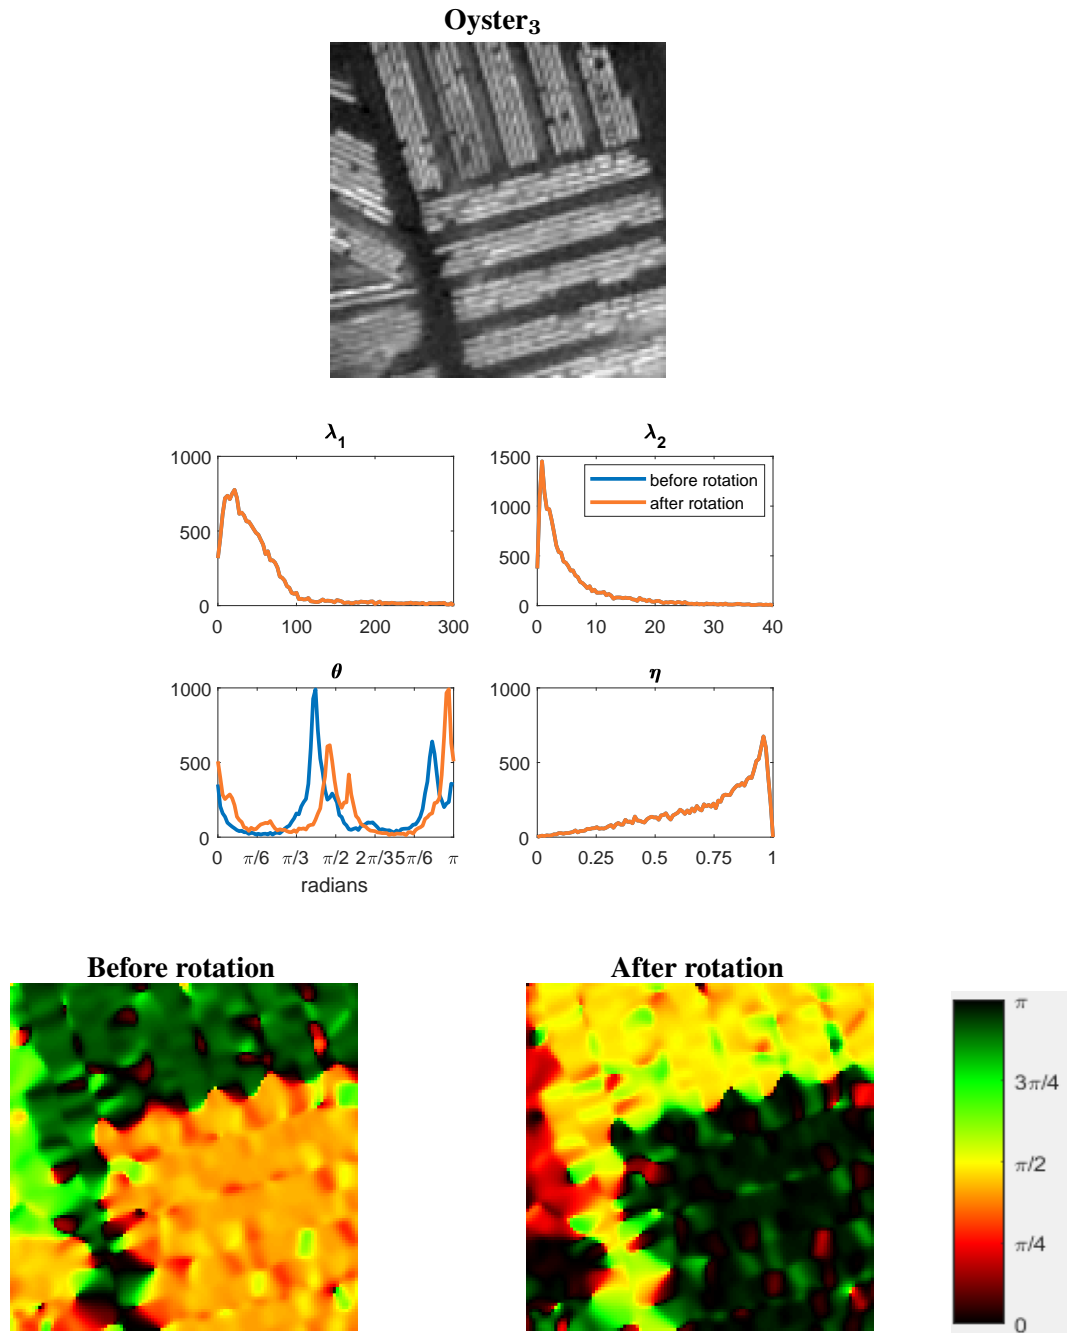 Oyster₃
λ₁
λ₂
1000
500
0
0
100
200
300
1500
1000
500
0
0
10
20
30
40
before rotation
after rotation
θ
η
1000
500
0
0
π/6
π/3
π/2
2π/3
5π/6
π
radians
1000
500
0
0
0.25
0.5
0.75
1
Before rotation
After rotation
π
3π/4
π/2
π/4
0